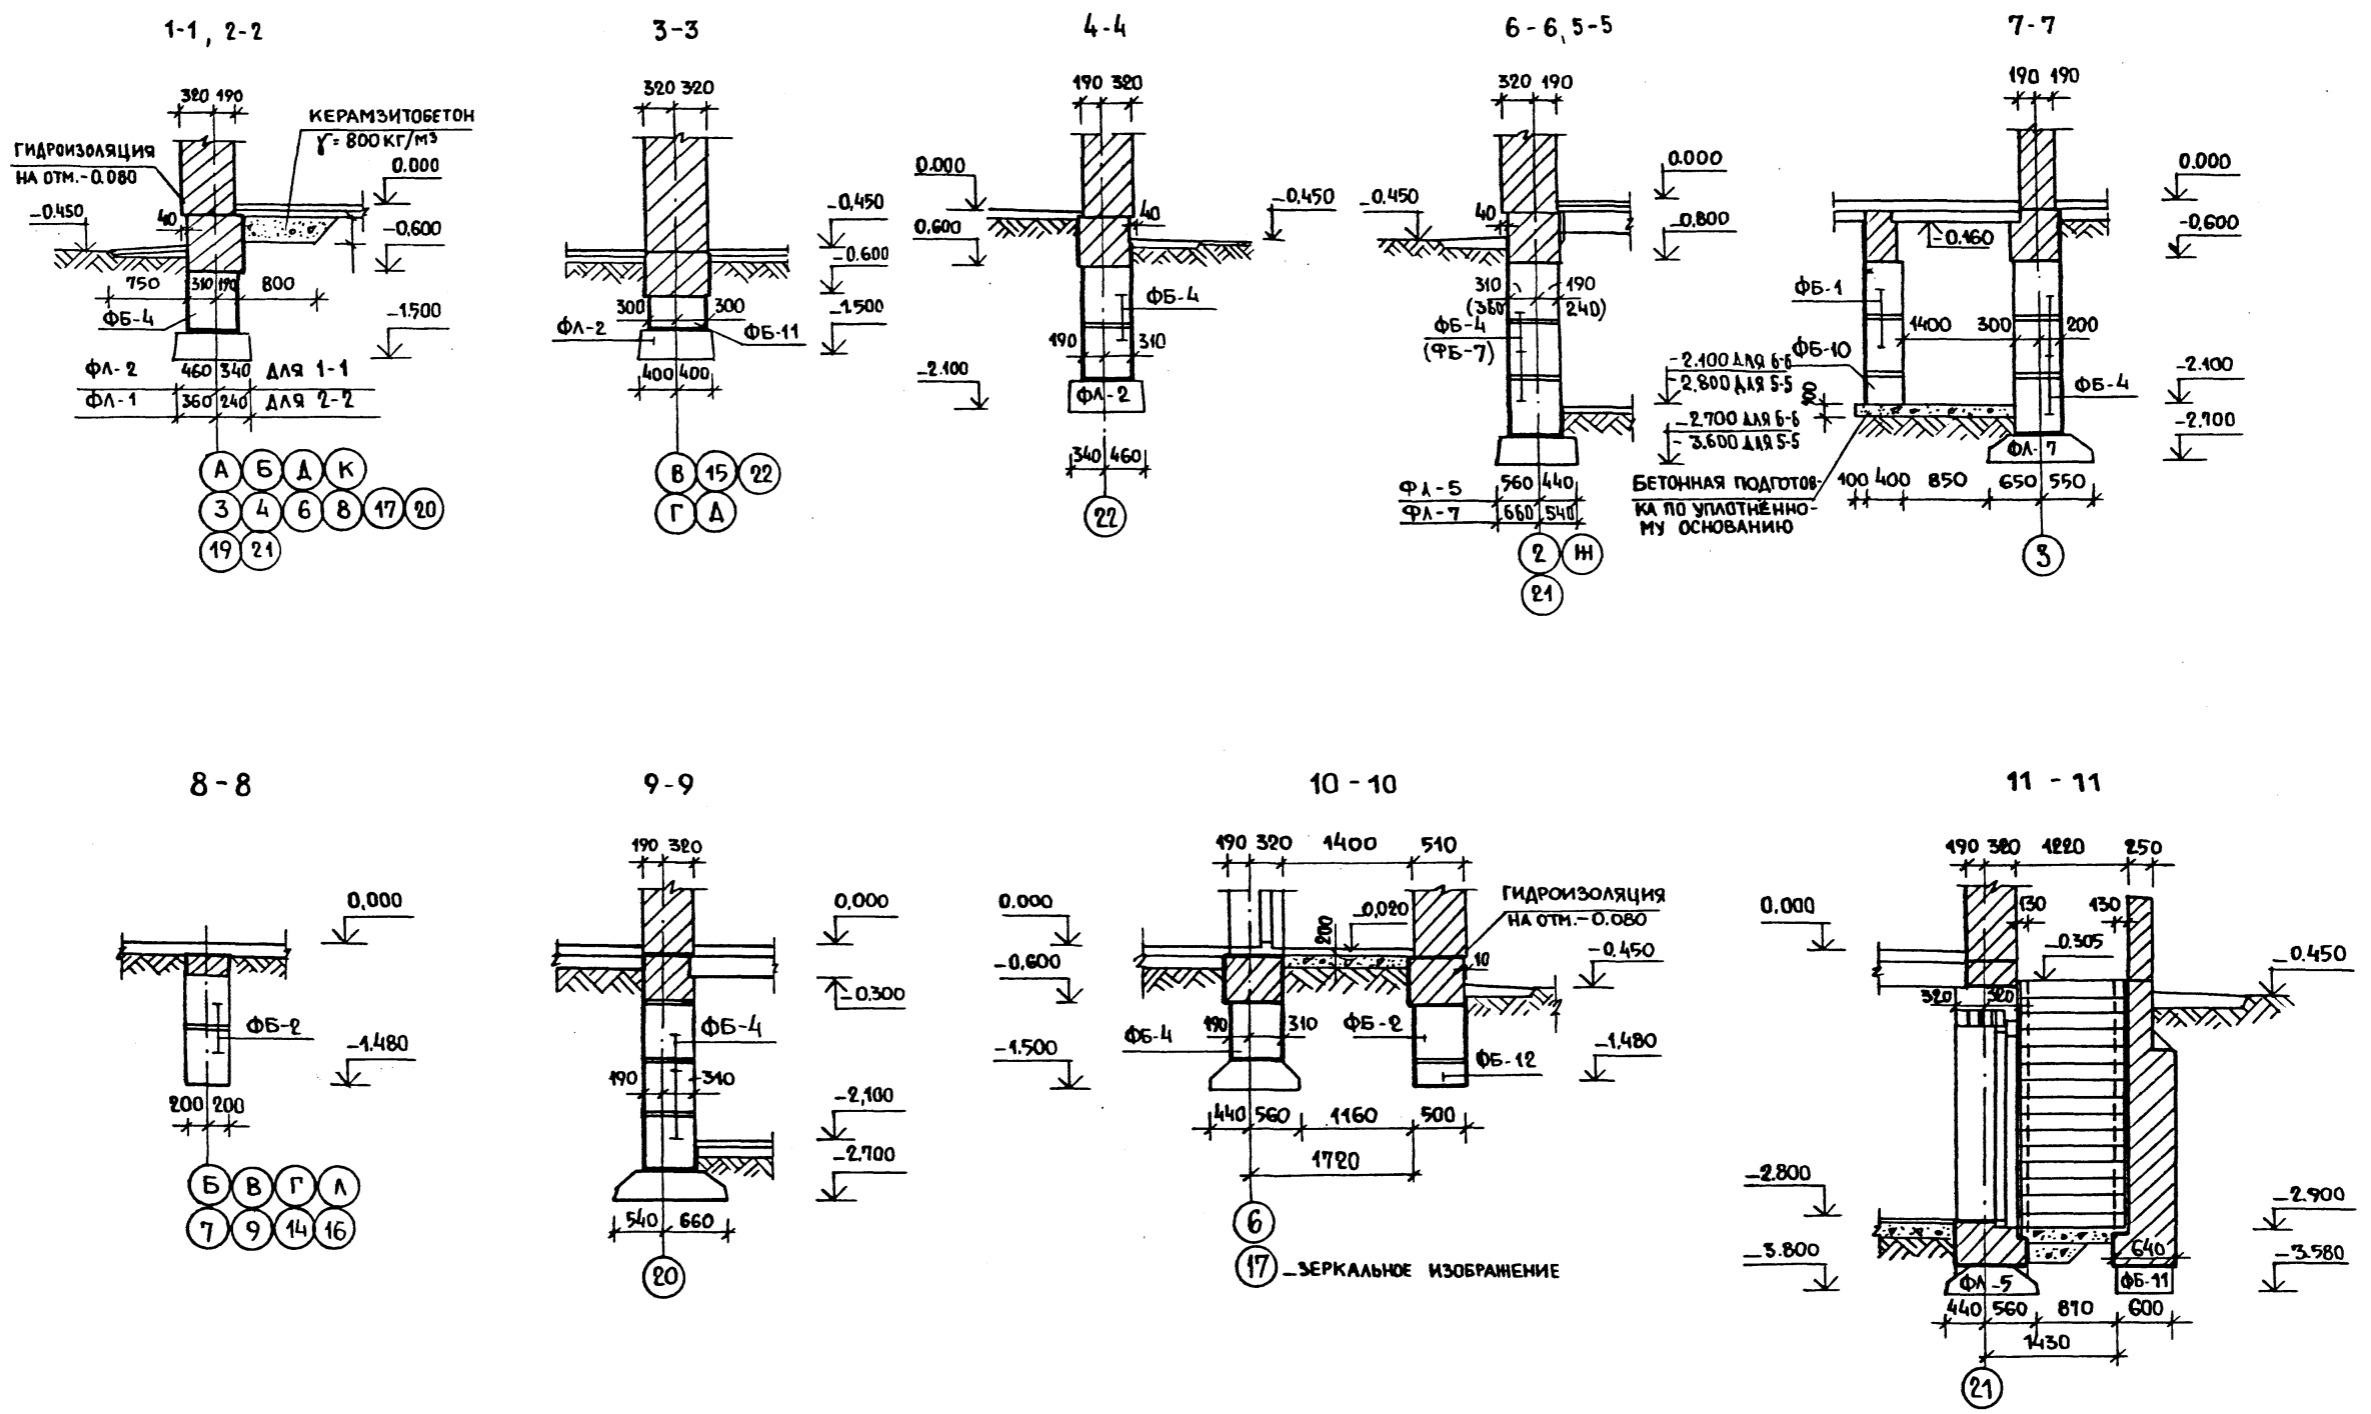 1-1, 2-2
320 190
КЕРАМЗИТОБЕТОН
γ = 800 КГ/М³
ГИДРОИЗОЛЯЦИЯ
НА ОТМ.-0.080
0.000
-0.450
40
-0,600
750 310 190 800
ФБ-4
-1.500
ФЛ-2 460 340 ДЛЯ 1-1
ФЛ-1 360 240 ДЛЯ 2-2
А Б Д К
3 4 6 8 17 20
19 21
3-3
320 320
-0,450
-0.600
300 300
ФЛ-2 ФБ-11
-1.500
400 400
В 15 22
Г Д
4-4
190 320
0.000
40
-0,450
0.600
ФБ-4
190 310
-2.100
ФЛ-2
340 460
22
6-6, 5-5
320 190
0.000
-0.450
40
-0,800
310 190
(360 240)
ФБ-4
(ФБ-7)
-2.100 ДЛЯ 6-6
-2.800 ДЛЯ 5-5
-2.700 ДЛЯ 6-6
-3.600 ДЛЯ 5-5
ФЛ-5 560 440
ФЛ-7 660 540
2 Ж
21
7-7
190 190
0.000
-0.160
-0,600
ФБ-1
1400 300 200
ФБ-10
ФБ-4
100
-2.100
-2.700
ФЛ-7
БЕТОННАЯ ПОДГОТОВ-
КА ПО УПЛОТНЕННО-
МУ ОСНОВАНИЮ
100 400 850 650 550
3
8-8
0,000
ФБ-2
-1.480
200 200
Б В Г Л
7 9 14 16
9-9
190 320
0,000
-0.300
ФБ-4
190 310
-2,100
-2.700
540 660
20
10-10
190 320 1400 510
ГИДРОИЗОЛЯЦИЯ
НА ОТМ.-0.080
0.000
200
-0,020
-0,600
10
-0.450
ФБ-4
190 310
ФБ-2
-1.500
ФБ-12
-1.480
440 560 1160 500
1720
6
17 -ЗЕРКАЛЬНОЕ ИЗОБРАЖЕНИЕ
11-11
190 320 1220 250
0.000
130 130
-0.305
-0.450
320 320
-2.800
-2.900
640
-3.800
-3.580
ФЛ-5 ФБ-11
440 560 870 600
1430
21